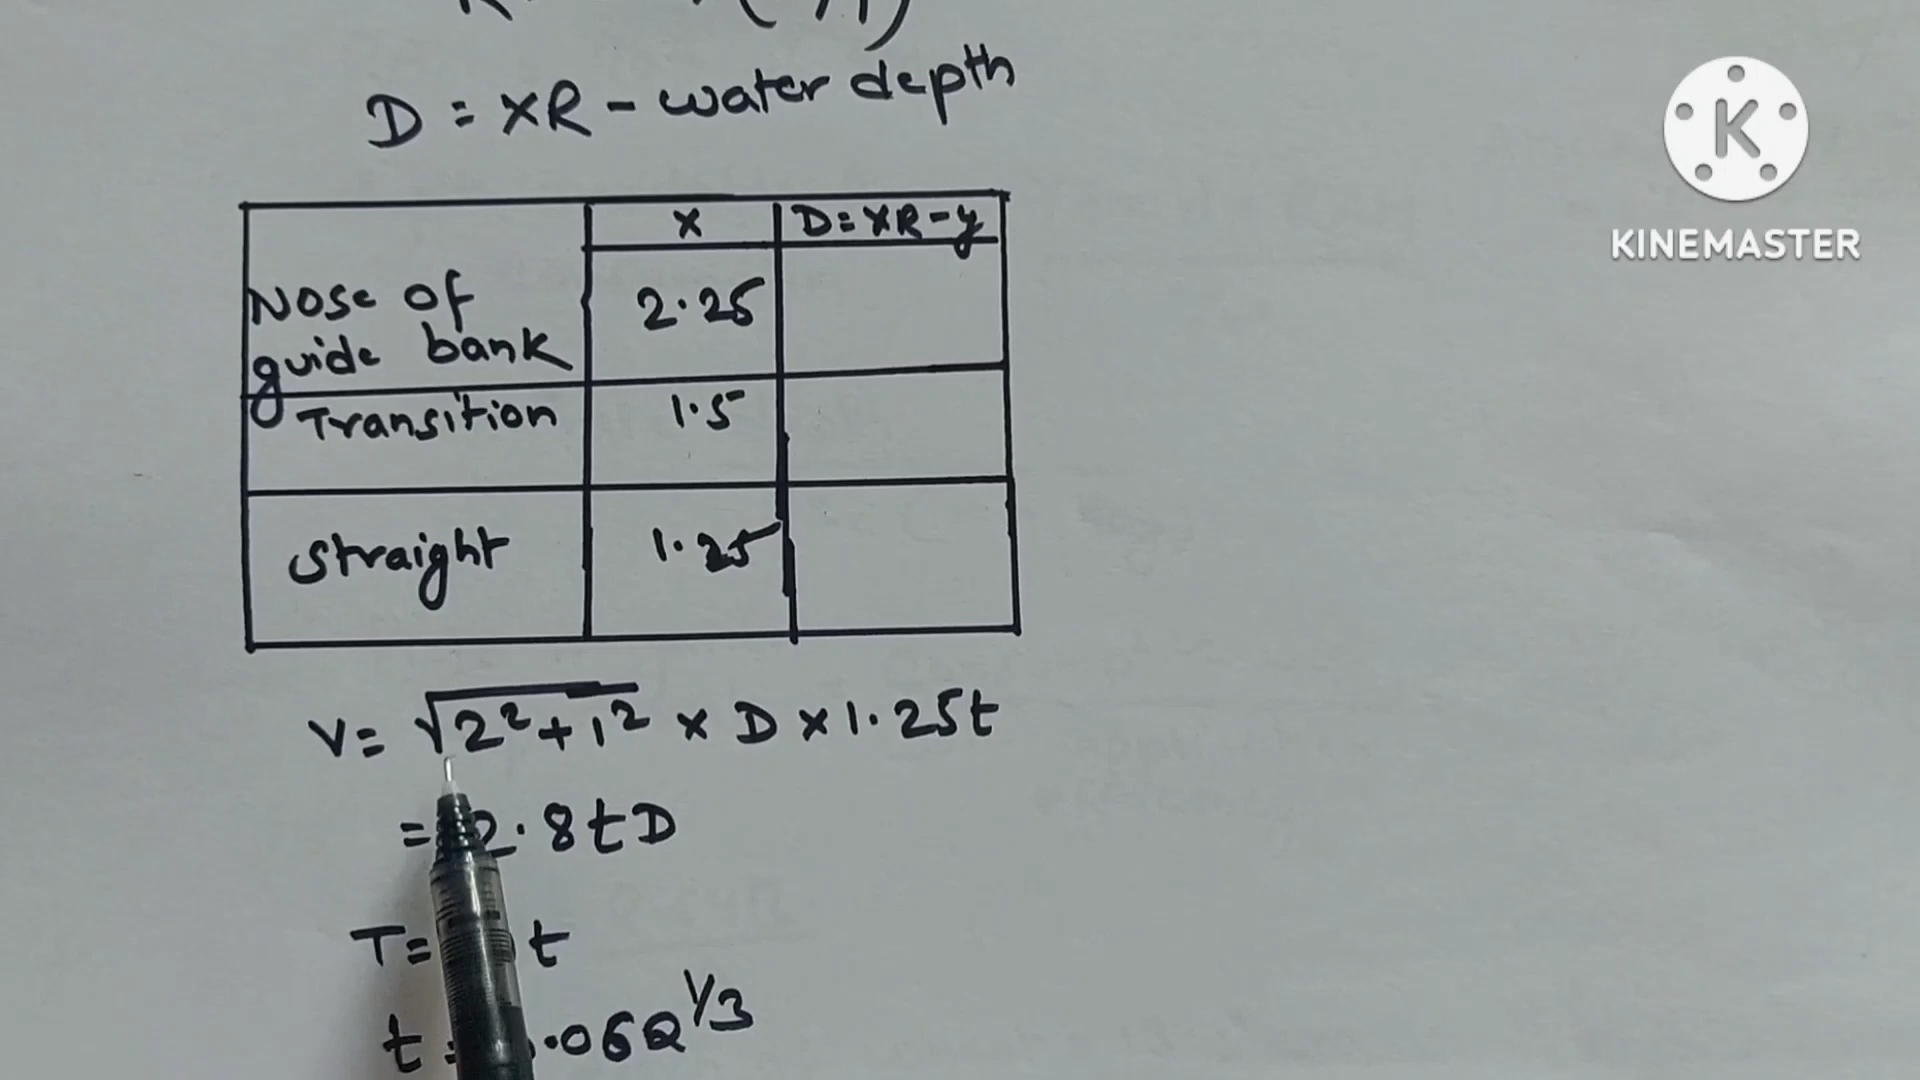 D = XR - water depth
X D = XR - y
Nose of guide bank 2.25
Transition 1.5
Straight 1.25
V = √2² + 1² × D × 1.25t
= 2.8tD
T = t
t = .06Q^1/3
K
KINEMASTER